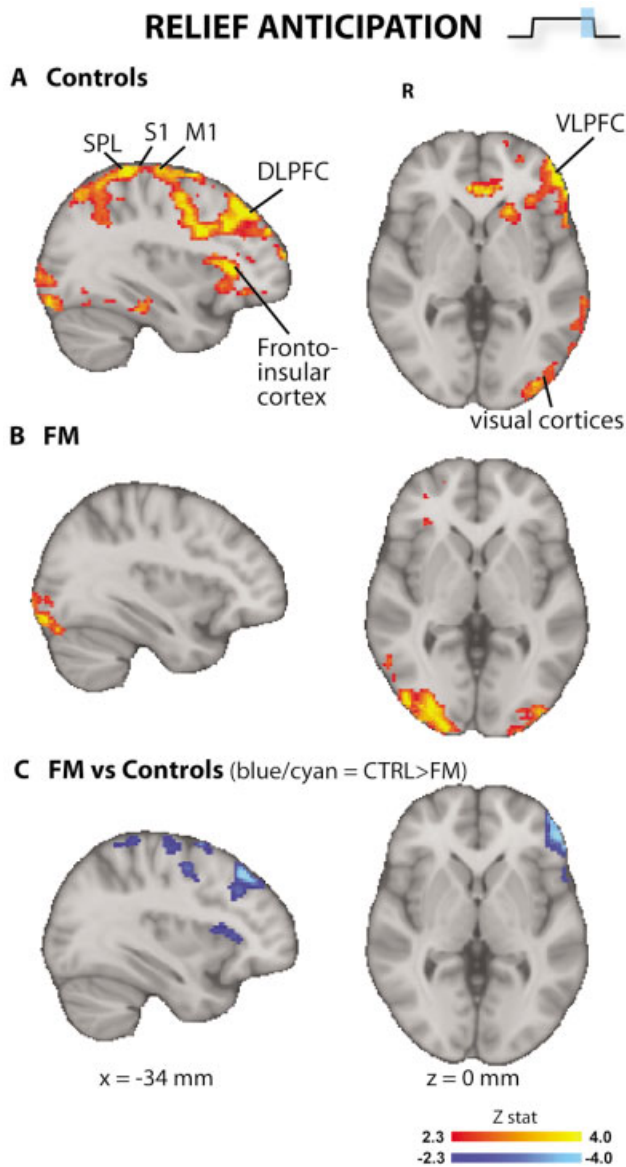 RELIEF ANTICIPATION
A Controls
R
SPL
S1
M1
DLPFC
VLPFC
Fronto-
insular
cortex
visual cortices
B FM
C FM vs Controls (blue/cyan = CTRL>FM)
x = -34 mm
z = 0 mm
Z stat
2.3 4.0
-2.3 -4.0